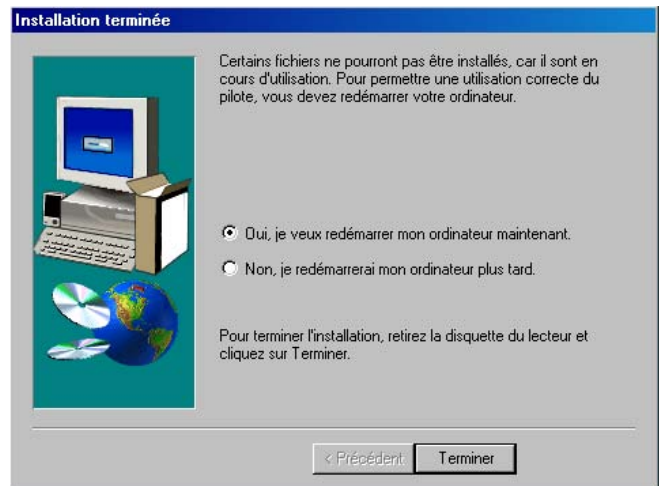 Installation terminée
Certains fichiers ne pourront pas être installés, car il sont en
cours d'utilisation. Pour permettre une utilisation correcte du
pilote, vous devez redémarrer votre ordinateur.
Oui, je veux redémarrer mon ordinateur maintenant.
Non, je redémarrerai mon ordinateur plus tard.
Pour terminer l'installation, retirez la disquette du lecteur et
cliquez sur Terminer.
< Précédent Terminer